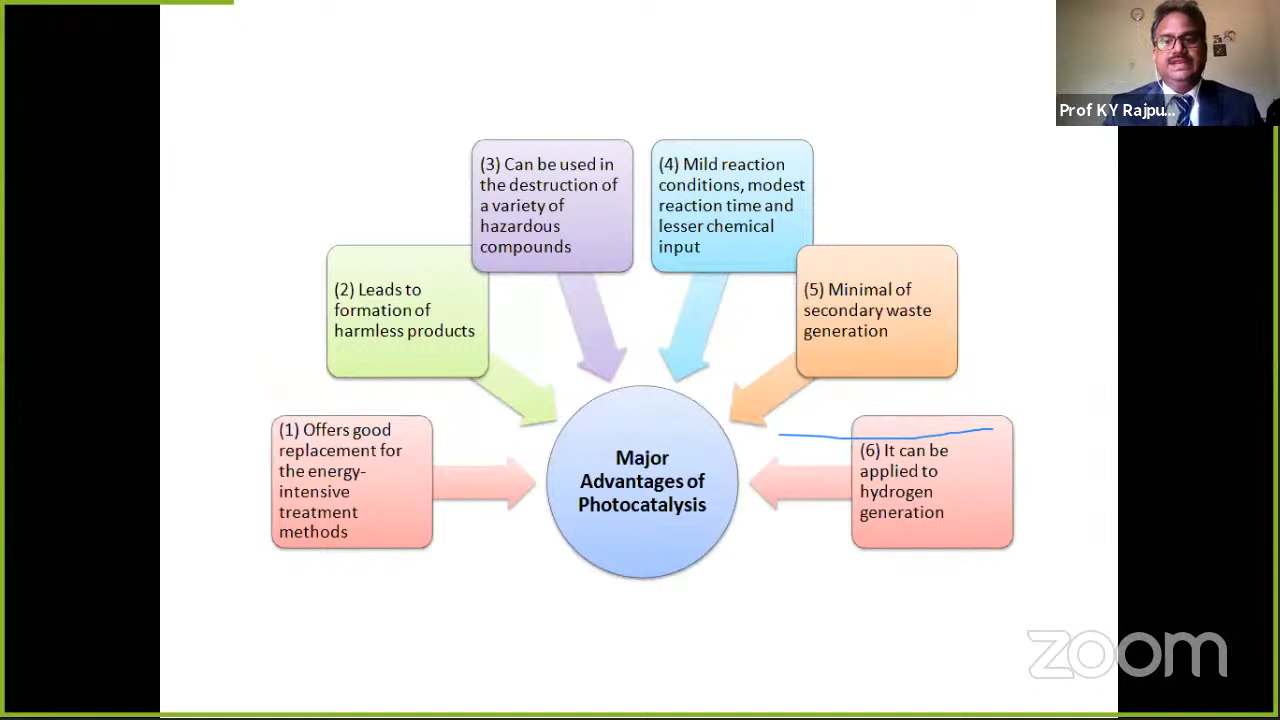 Prof K Y Rajpu...
(3) Can be used in
the destruction of
a variety of
hazardous
compounds
(4) Mild reaction
conditions, modest
reaction time and
lesser chemical
input
(2) Leads to
formation of
harmless products
(5) Minimal of
secondary waste
generation
(1) Offers good
replacement for
the energy-
intensive
treatment
methods
Major
Advantages of
Photocatalysis
(6) It can be
applied to
hydrogen
generation
zoom